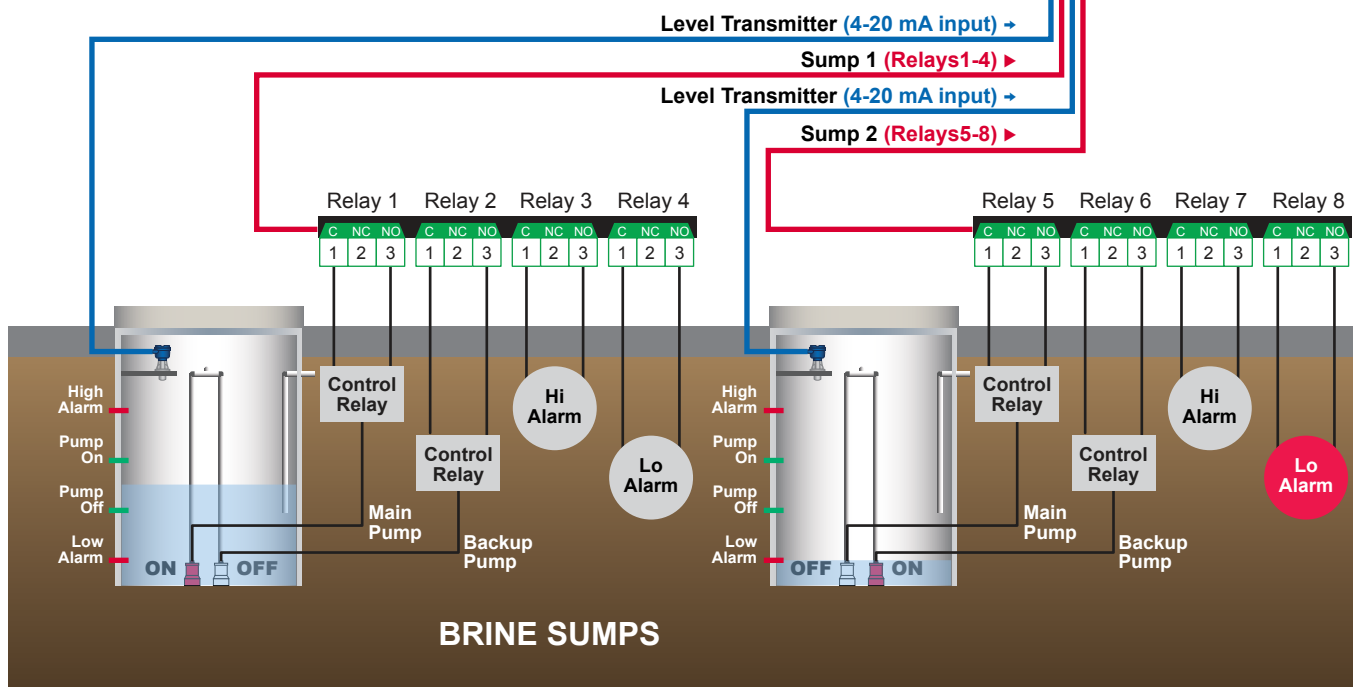 Level Transmitter (4-20 mA input) →
Sump 1 (Relays1-4) ►
Level Transmitter (4-20 mA input) →
Sump 2 (Relays5-8) ►
Relay 1 Relay 2 Relay 3 Relay 4
C NC NO C NC NO C NC NO C NC NO
1 2 3 1 2 3 1 2 3 1 2 3
Relay 5 Relay 6 Relay 7 Relay 8
C NC NO C NC NO C NC NO C NC NO
1 2 3 1 2 3 1 2 3 1 2 3
High
Alarm
Pump
On
Pump
Off
Low
Alarm
ON OFF
Control
Relay
Control
Relay
Hi
Alarm
Lo
Alarm
Main
Pump
Backup
Pump
High
Alarm
Pump
On
Pump
Off
Low
Alarm
OFF ON
Control
Relay
Control
Relay
Hi
Alarm
Lo
Alarm
Main
Pump
Backup
Pump
BRINE SUMPS